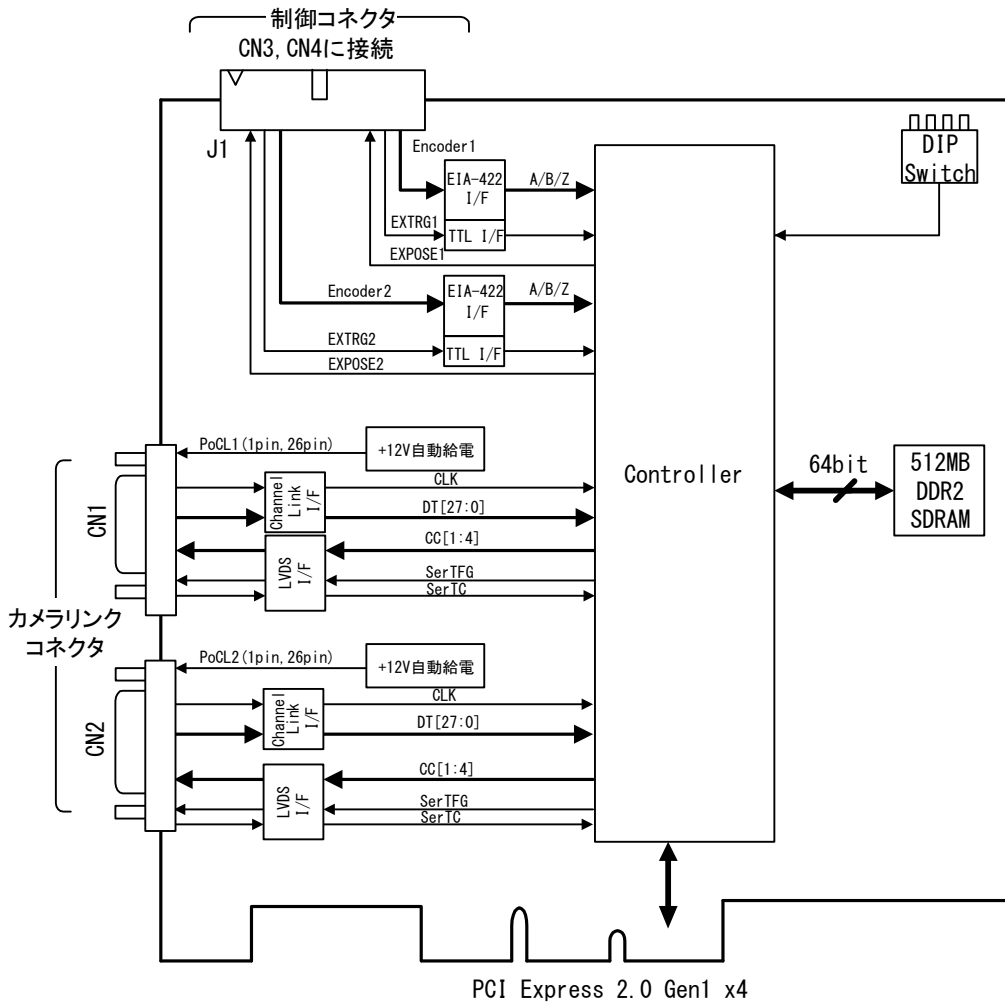 制御コネクタ
CN3, CN4に接続
J1
DIP
Switch
Encoder1
EIA-422
I/F
A/B/Z
EXTRG1
TTL I/F
EXPOSE1
Encoder2
EIA-422
I/F
A/B/Z
EXTRG2
TTL I/F
EXPOSE2
Controller
64bit
512MB
DDR2
SDRAM
カメラリンク
コネクタ
CN1
PoCL1(1pin, 26pin)
+12V自動給電
Channel
Link
I/F
CLK
DT[27:0]
LVDS
I/F
CC[1:4]
SerTFG
SerTC
CN2
PoCL2(1pin, 26pin)
+12V自動給電
Channel
Link
I/F
CLK
DT[27:0]
LVDS
I/F
CC[1:4]
SerTFG
SerTC
PCI Express 2.0 Gen1 x4